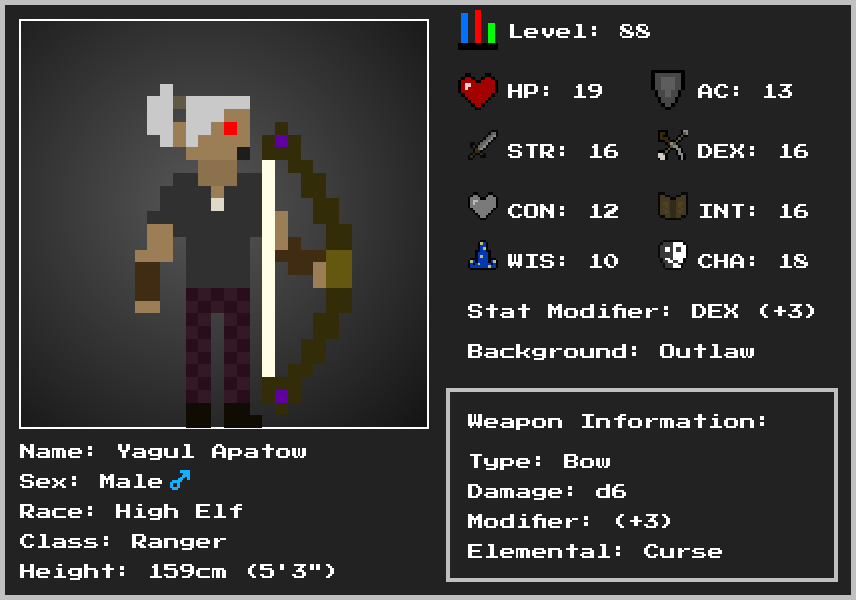 Level: 88
HP: 19 AC: 13
STR: 16 DEX: 16
CON: 12 INT: 16
WIS: 10 CHA: 18
Stat Modifier: DEX (+3)
Background: Outlaw
Weapon Information:
Type: Bow
Damage: d6
Modifier: (+3)
Elemental: Curse
Name: Yagul Apatow
Sex: Male ♂
Race: High Elf
Class: Ranger
Height: 159cm (5'3")